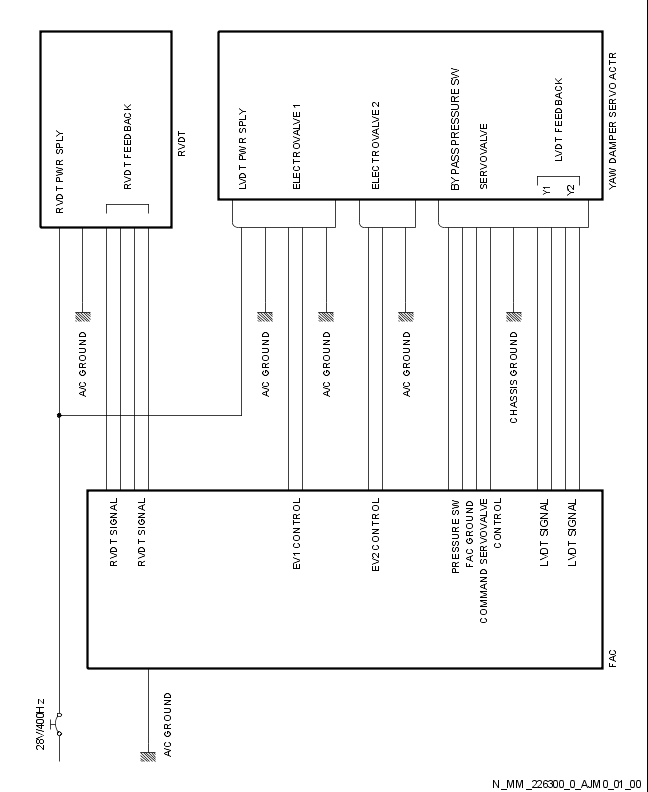 RVDT PWR SPLY
RVDT FEEDBACK
RVDT
LVDT PWR SPLY
ELECTROVALVE 1
ELECTROVALVE 2
BY PASS PRESSURE SW
SERVOVALVE
LVDT FEEDBACK
Y1
Y2
YAW DAMPER SERVO ACTR
A/C GROUND
A/C GROUND
A/C GROUND
A/C GROUND
CHASSIS GROUND
RVDT SIGNAL
RVDT SIGNAL
EV1 CONTROL
EV2 CONTROL
PRESSURE SW
FAC GROUND
COMMAND SERVOVALVE
CONTROL
LVDT SIGNAL
LVDT SIGNAL
FAC
28V/400Hz
A/C GROUND
N_MM_226300_0_AJM0_01_00